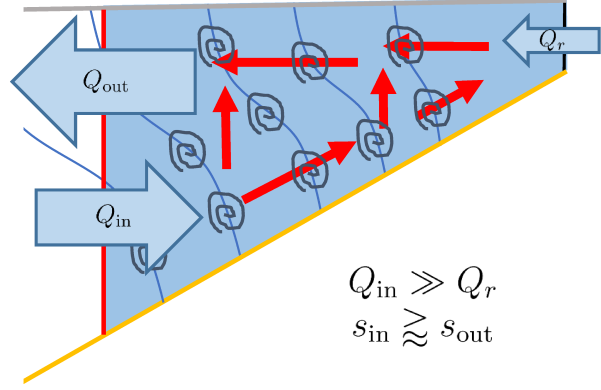 Q_r
Q_out
Q_in
Q_in ≫ Q_r
s_in ⪆ s_out